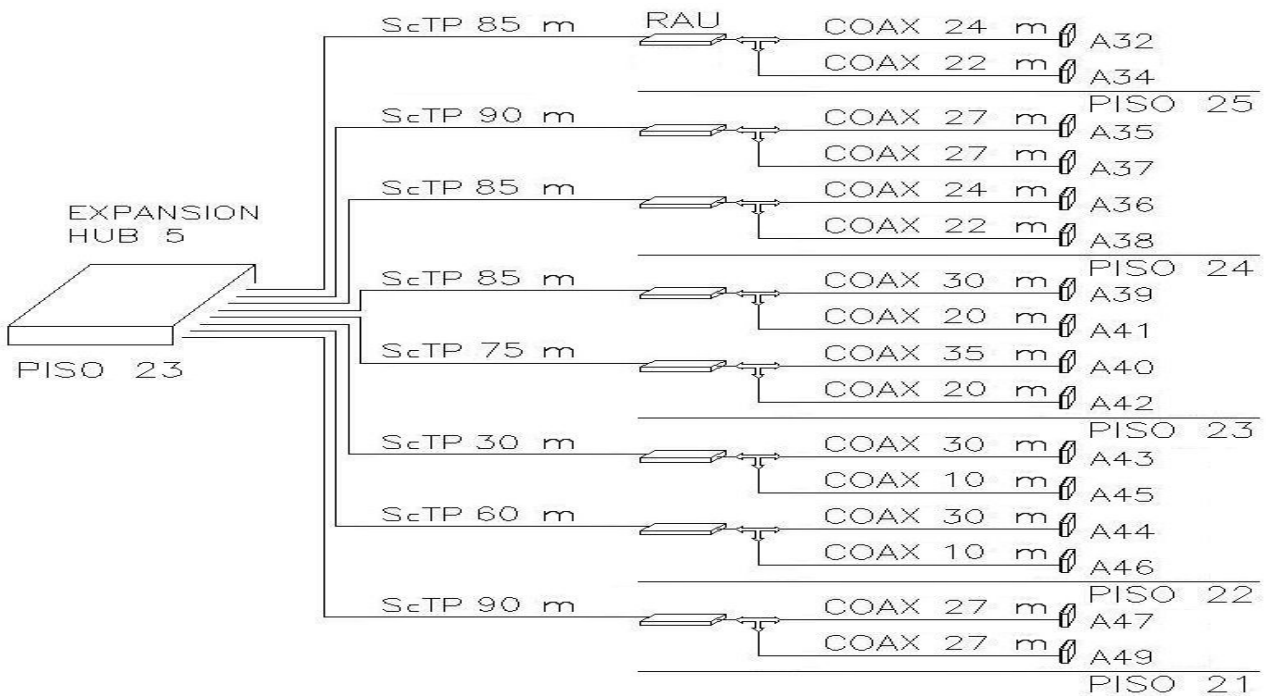 ScTP 85 m RAU COAX 24 m A32
COAX 22 m A34
PISO 25
ScTP 90 m COAX 27 m A35
COAX 27 m A37
ScTP 85 m COAX 24 m A36
COAX 22 m A38
EXPANSION
HUB 5
PISO 23
PISO 24
ScTP 85 m COAX 30 m A39
COAX 20 m A41
ScTP 75 m COAX 35 m A40
COAX 20 m A42
PISO 23
ScTP 30 m COAX 30 m A43
COAX 10 m A45
ScTP 60 m COAX 30 m A44
COAX 10 m A46
PISO 22
ScTP 90 m COAX 27 m A47
COAX 27 m A49
PISO 21